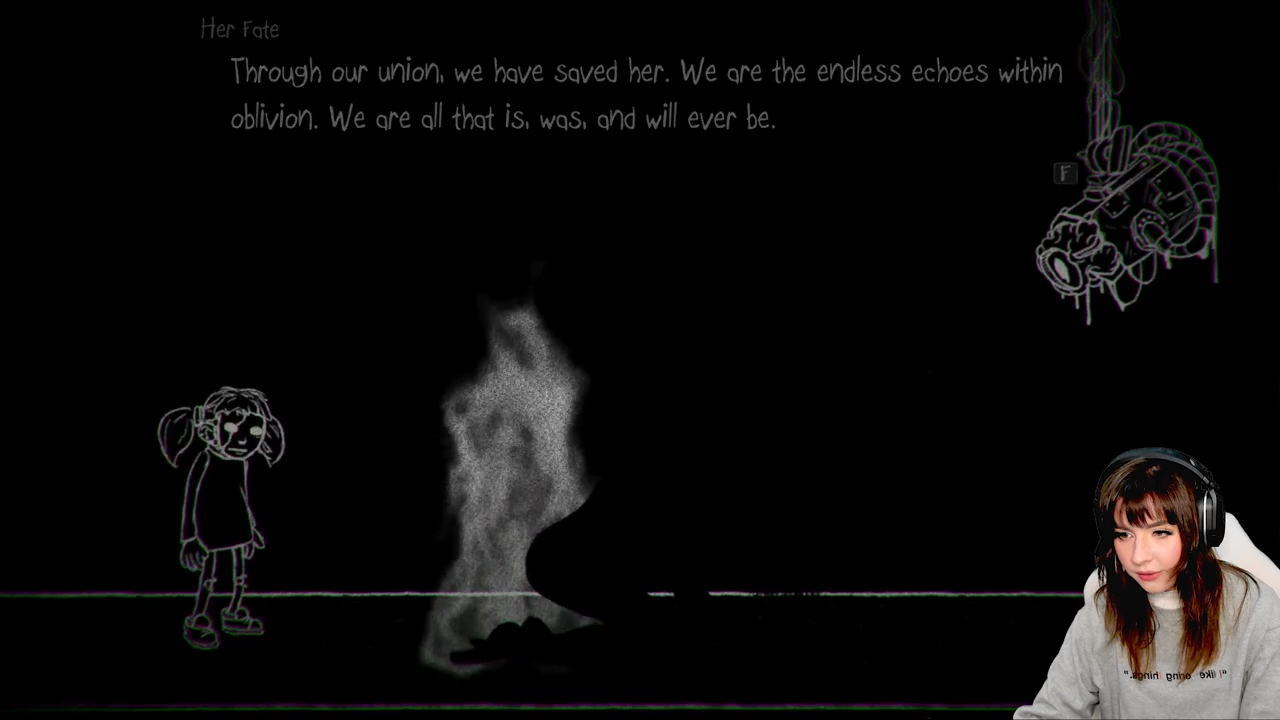 Her Fate
Through our union, we have saved her. We are the endless echoes within
oblivion. We are all that is, was, and will ever be.
F